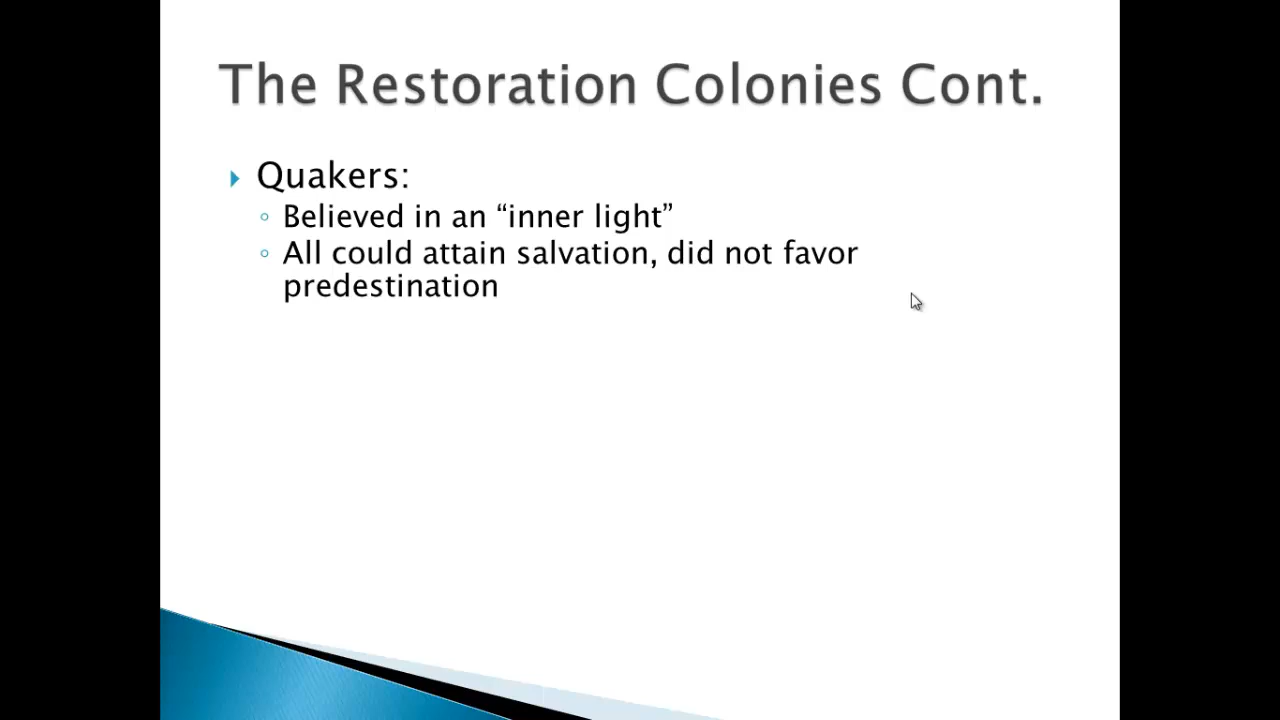 The Restoration Colonies Cont.
Quakers:
Believed in an “inner light”
All could attain salvation, did not favor
predestination